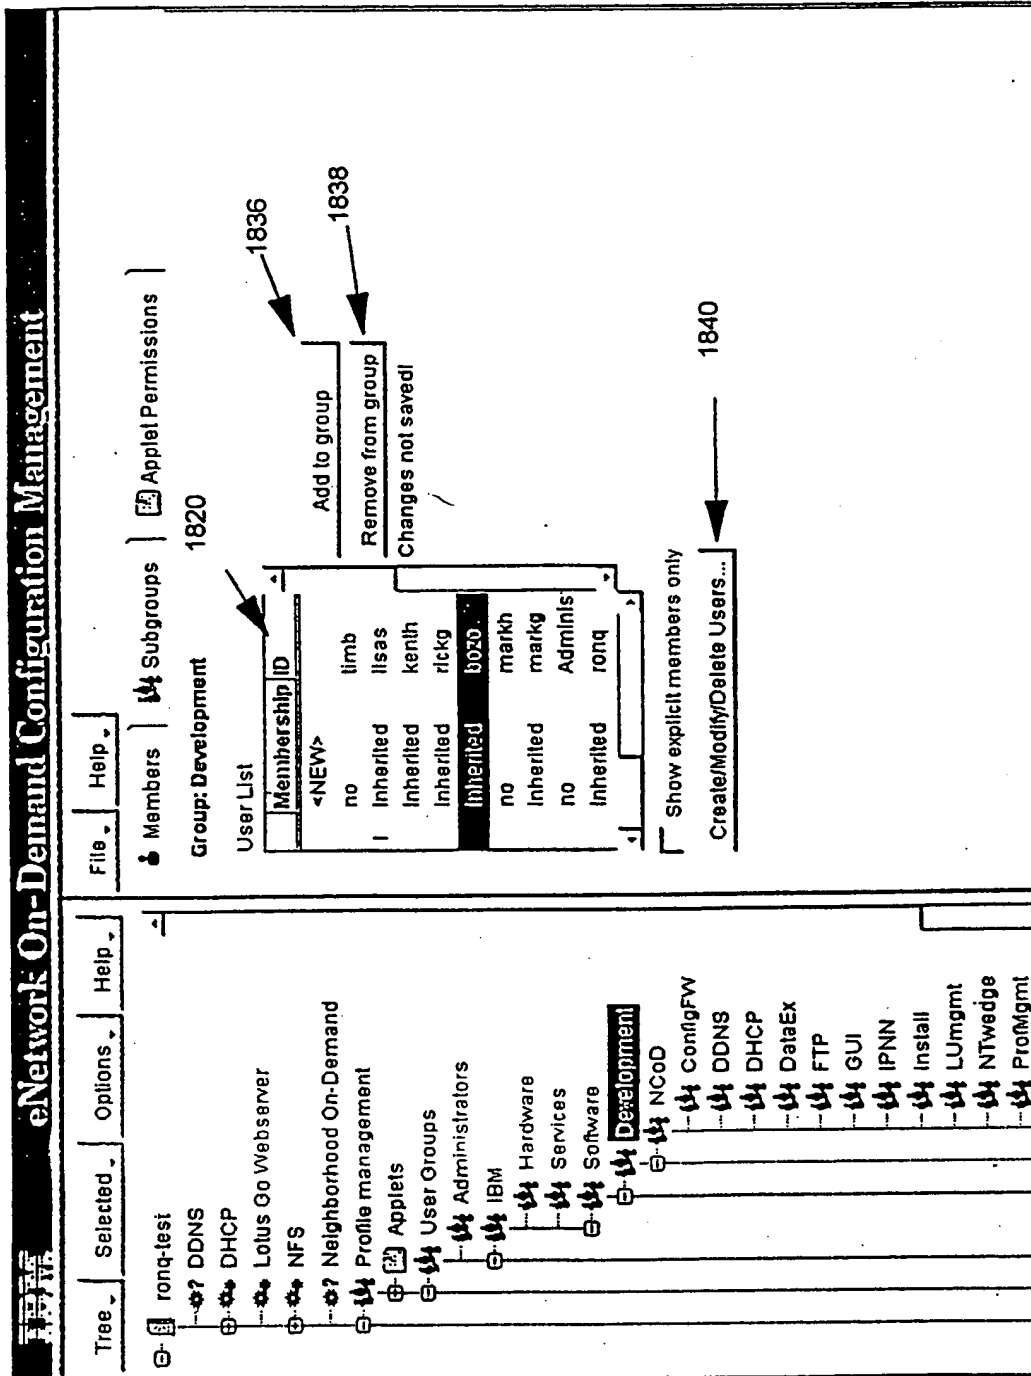 IBM eNetwork On-Demand Configuration Management
Tree Selected Options Help
ronq-test
DDNS
DHCP
Lotus Go Webserver
NFS
Neighborhood On-Demand
Profile management
Applets
User Groups
Administrators
IBM
Hardware
Services
Software
Development
NCoD
ConfigFW
DDNS
DHCP
DataEx
FTP
GUI
IPNN
Install
LUmgmt
NTwedge
ProfMgmt
File Help
Members Subgroups Applet Permissions
Group: Development
1820
User List
Membership ID
<NEW>
no timb
Inherited lisas
Inherited kenth
Inherited rickg
Inherited bozo
no markh
Inherited markg
no Adminis
Inherited ronq
Add to group
1836
Remove from group
1838
Changes not saved!
Show explicit members only
Create/Modify/Delete Users...
1840